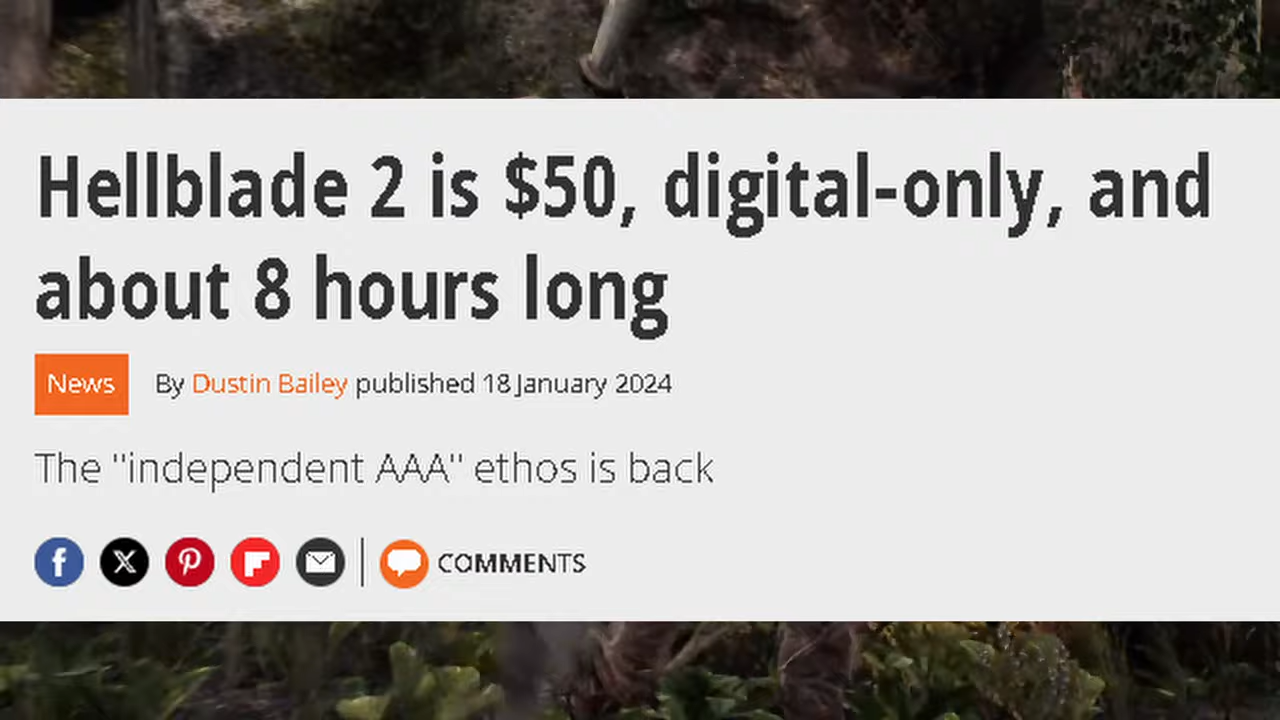 Hellblade 2 is $50, digital-only, and
about 8 hours long
News By Dustin Bailey published 18 January 2024
The "independent AAA" ethos is back
COMMENTS